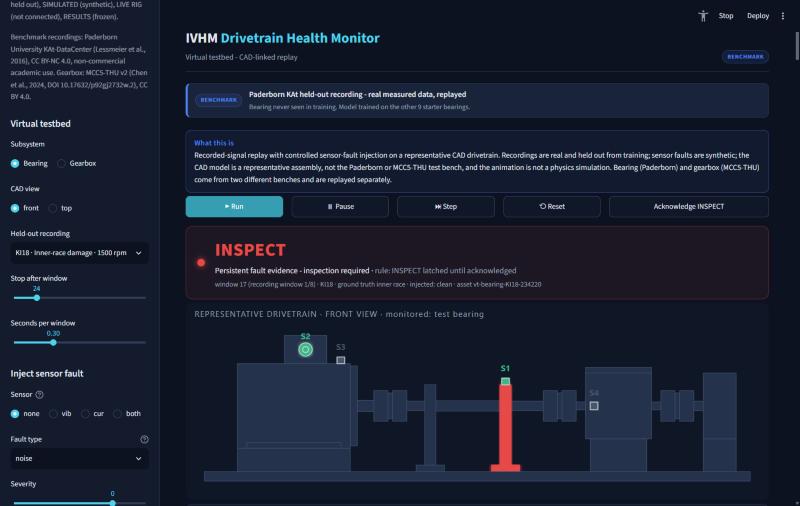 held out), SIMULATED (synthetic), LIVE RIG
(not connected), RESULTS (frozen).
Benchmark recordings: Paderborn
University KAt-DataCenter (Lessmeier et al.,
2016), CC BY-NC 4.0, non-commercial
academic use. Gearbox: MCC5-THU v2 (Chen
et al., 2024, DOI 10.17632/p92gj2732w.2), CC
BY 4.0.
Virtual testbed
Subsystem
Bearing Gearbox
CAD view
front top
Held-out recording
KI18 · Inner-race damage · 1500 rpm
Stop after window
24
Seconds per window
0.30
Inject sensor fault
Sensor
none vib cur both
Fault type
noise
Severity
0
Stop Deploy
IVHM Drivetrain Health Monitor
Virtual testbed - CAD-linked replay
BENCHMARK
BENCHMARK
Paderborn KAt held-out recording - real measured data, replayed
Bearing never seen in training. Model trained on the other 9 starter bearings.
What this is
Recorded-signal replay with controlled sensor-fault injection on a representative CAD drivetrain. Recordings are real and held out from training; sensor faults are synthetic; the
CAD model is a representative assembly, not the Paderborn or MCC5-THU test bench, and the animation is not a physics simulation. Bearing (Paderborn) and gearbox (MCC5-THU)
come from two different benches and are replayed separately.
Run
Pause
Step
Reset
Acknowledge INSPECT
INSPECT
Persistent fault evidence - inspection required · rule: INSPECT latched until acknowledged
window 17 (recording window 1/8) · KI18 · ground truth inner race · injected: clean · asset vt-bearing-KI18-234220
REPRESENTATIVE DRIVETRAIN · FRONT VIEW · monitored: test bearing
S2
S3
S1
S4